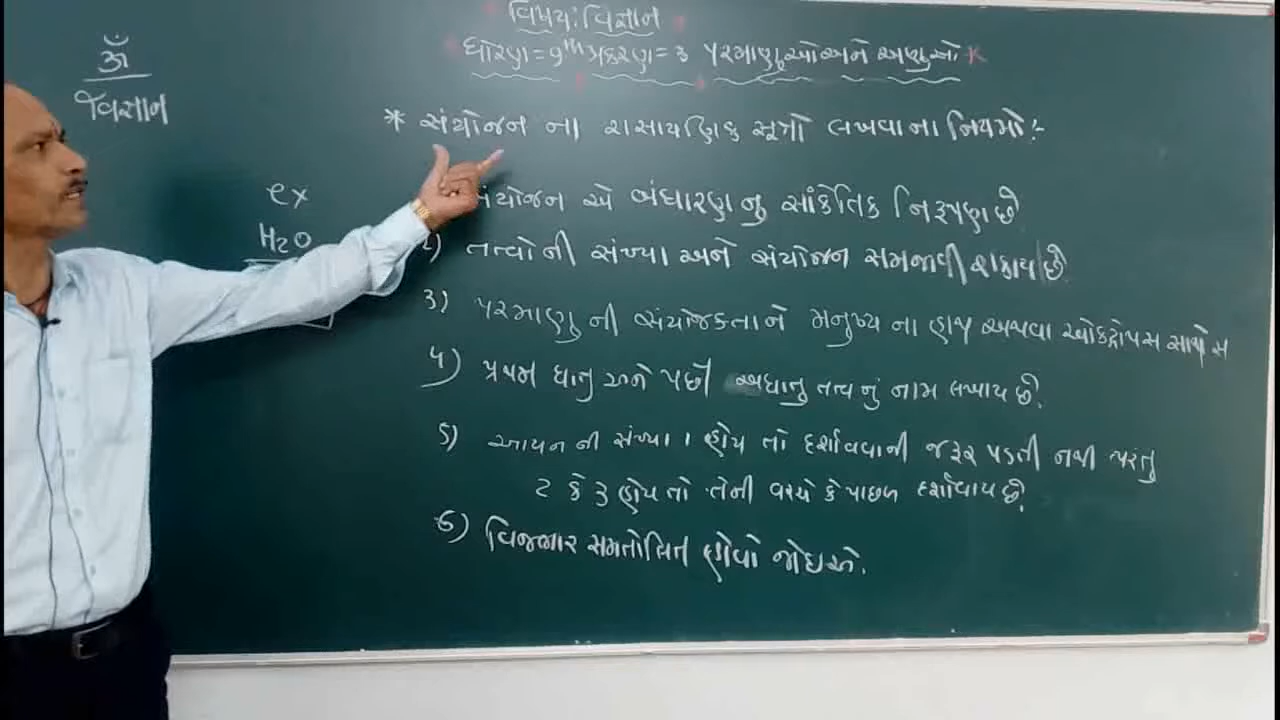 વિષય: વિજ્ઞાન
ધોરણ = 9th પ્રકરણ = 3 પરમાણુઓ અને અણુઓ
ॐ
વિજ્ઞાન
* સંયોજન ના રાસાયણિક સૂત્રો લખવા ના નિયમો :-
ex
H2O
સંયોજન એ બંધારણ નુ સાંકેતિક નિરૂપણ છે
2) તત્વો ની સંખ્યા અને સંયોજન સમજાવી શકાય છે
3) પરમાણુ ની સંયોજકતા ને મનુષ્ય ના હાથ અથવા ઓક્ટોપસ સાથે સ
4) પ્રથમ ધાતુ અને પછી અધાતુ તત્વ નું નામ લખાય છે.
5) આયન ની સંખ્યા 1 હોય તો દર્શાવવાની જરૂર પડતી નથી પરંતુ
2 કે 3 હોય તો તેની વચ્ચે કે પાછળ દર્શાવાય છે.
6) વિજભાર સમતોલિત હોવો જોઇએ.